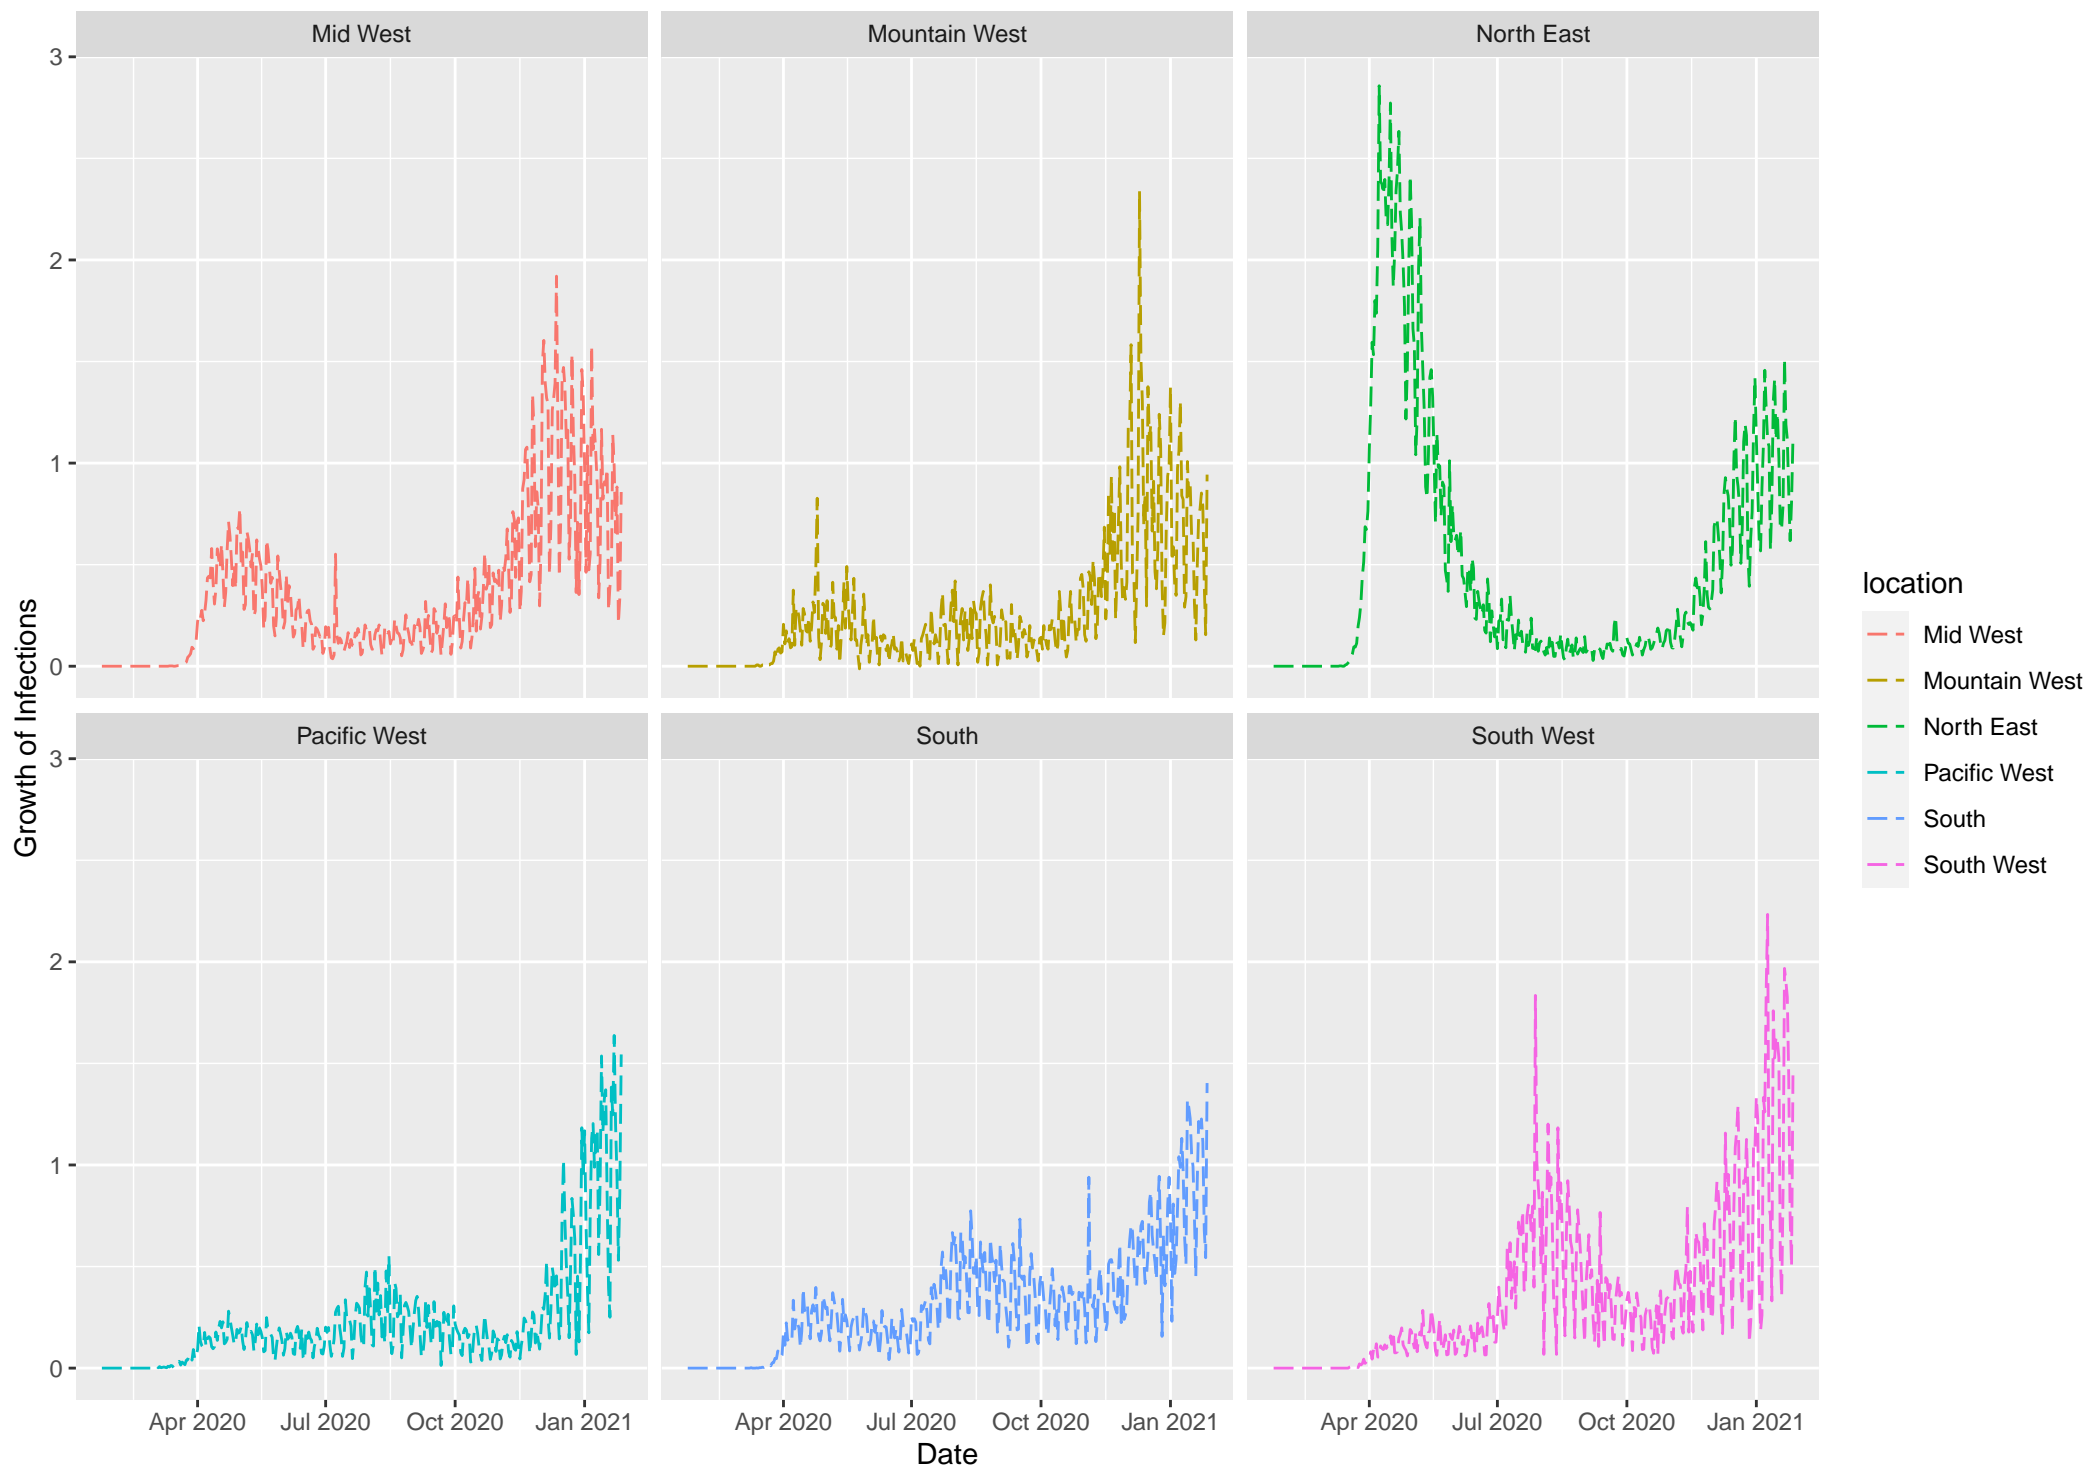 Mid West
Mountain West
North East
3
2
1
0
Pacific West
South
South West
3
2
1
0
Apr 2020
Jul 2020
Oct 2020
Jan 2021
Apr 2020
Jul 2020
Oct 2020
Jan 2021
Apr 2020
Jul 2020
Oct 2020
Jan 2021
Date
Growth of Infections
location
Mid West
Mountain West
North East
Pacific West
South
South West